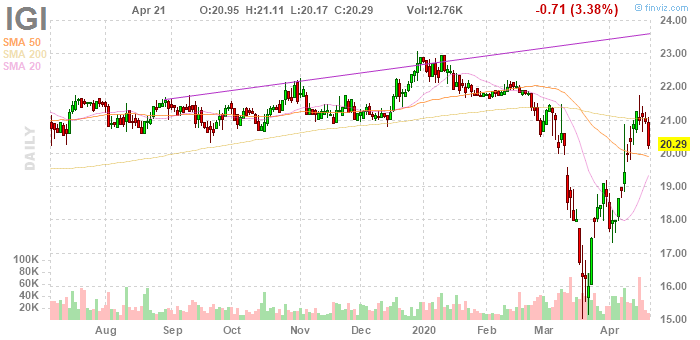 IGI
Apr 21 O:20.95 H:21.11 L:20.17 C:20.29 Vol:12.76K -0.71 (3.38%)
© finviz.com
SMA 50
SMA 200
SMA 20
DAILY
24.00
23.00
22.00
21.00
20.29
20.00
19.00
18.00
17.00
16.00
15.00
100K
80K
60K
40K
20K
Aug Sep Oct Nov Dec 2020 Feb Mar Apr